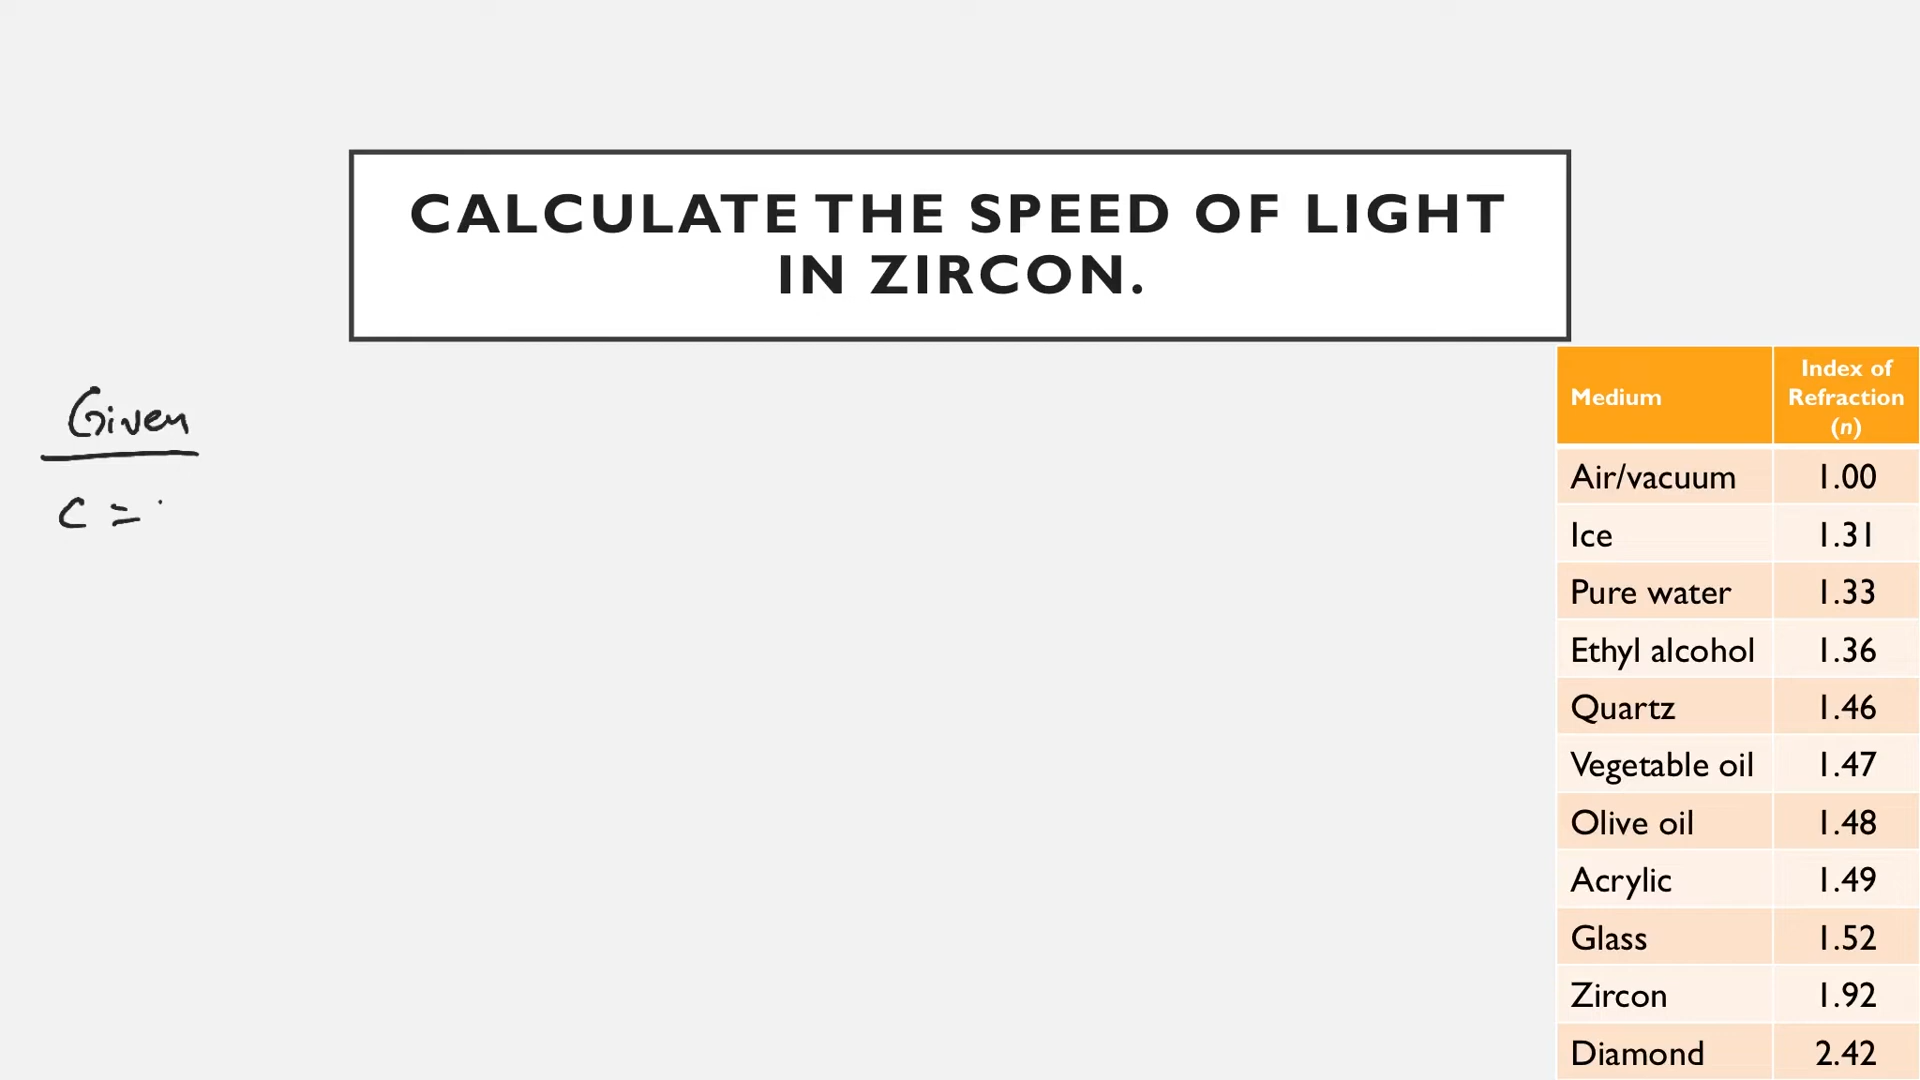 CALCULATE THE SPEED OF LIGHT
IN ZIRCON.
Given
c =
Medium
Index of
Refraction
(n)
Air/vacuum 1.00
Ice 1.31
Pure water 1.33
Ethyl alcohol 1.36
Quartz 1.46
Vegetable oil 1.47
Olive oil 1.48
Acrylic 1.49
Glass 1.52
Zircon 1.92
Diamond 2.42